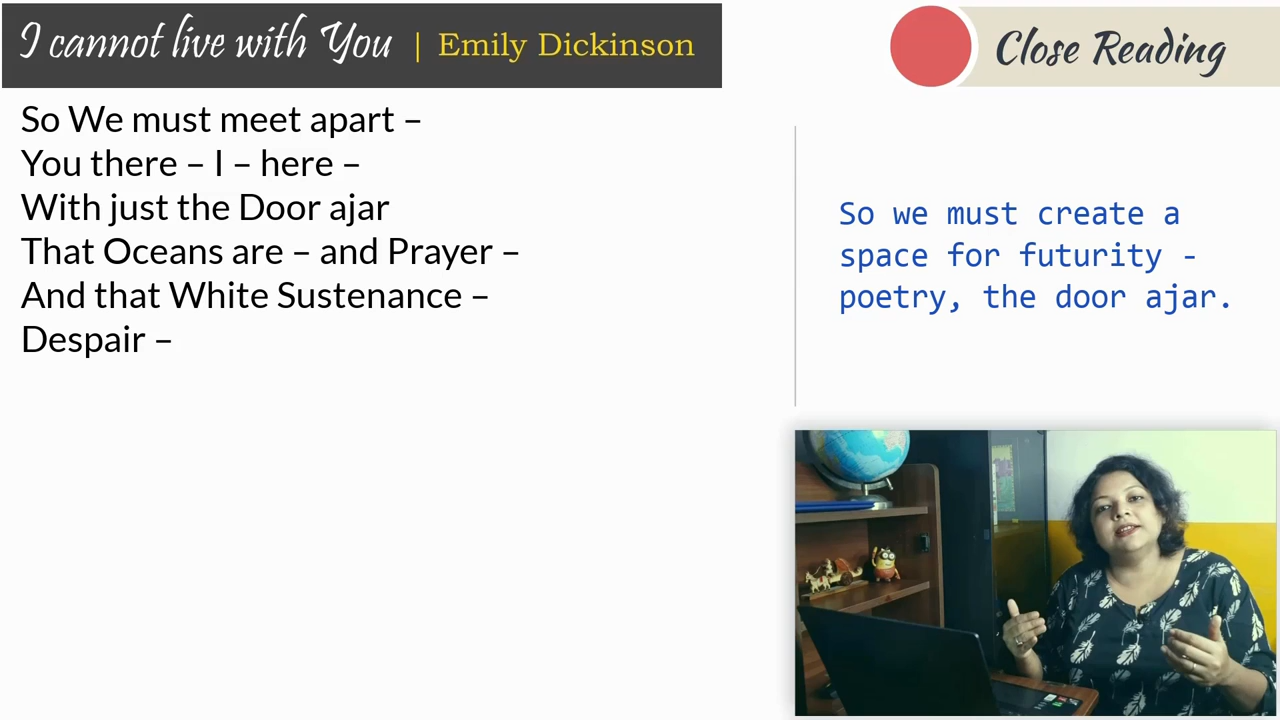 I cannot live with You | Emily Dickinson
Close Reading
So We must meet apart –
You there – I – here –
With just the Door ajar
That Oceans are – and Prayer –
And that White Sustenance –
Despair –
So we must create a
space for futurity -
poetry, the door ajar.